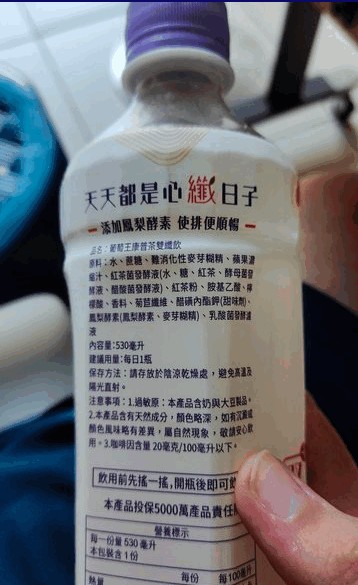 天天都是心纖日子
添加鳳梨酵素 使排便順暢
品名:葡萄王康普茶雙纖飲
原料:水、蔗糖、難消化性麥芽糊精、蘋果濃
縮汁、紅茶菌發酵液(水、糖、紅茶、酵母菌發
酵液、醋酸菌發酵液)、紅茶粉、胺基乙酸、檸
檬酸、香料、菊苣纖維、醋磺內酯鉀(甜味劑)、
鳳梨酵素(鳳梨酵素、麥芽糊精)、乳酸菌發酵濾
液
內容量:530毫升
建議用量:每日1瓶
保存方法:請存放於陰涼乾燥處,避免高溫及
陽光直射。
注意事項:1.過敏原:本產品含奶與大豆製品。
2.本產品含有天然成分,顏色略深,如有沉澱或
顏色風味略有差異,屬自然現象,敬請安心飲
用。3.咖啡因含量20毫克/100毫升以下。
飲用前先搖一搖,開瓶後即可飲
本產品投保5000萬產品責任
營養標示
每一份量 530 毫升
本包裝含 1 份
每份 每100毫升
熱量